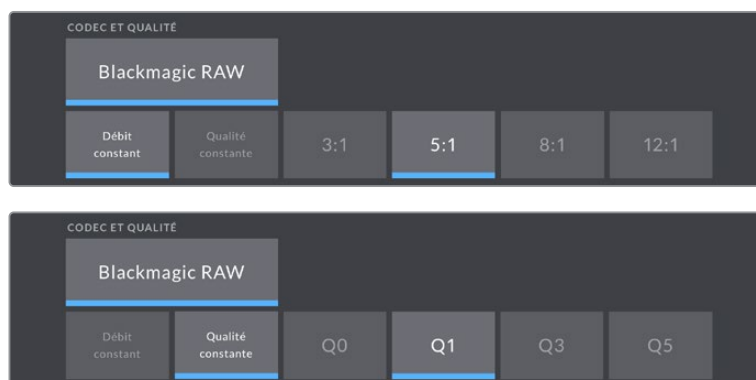 CODEC ET QUALITÉ
Blackmagic RAW
Débit constant Qualité constante 3:1 5:1 8:1 12:1
CODEC ET QUALITÉ
Blackmagic RAW
Débit constant Qualité constante Q0 Q1 Q3 Q5